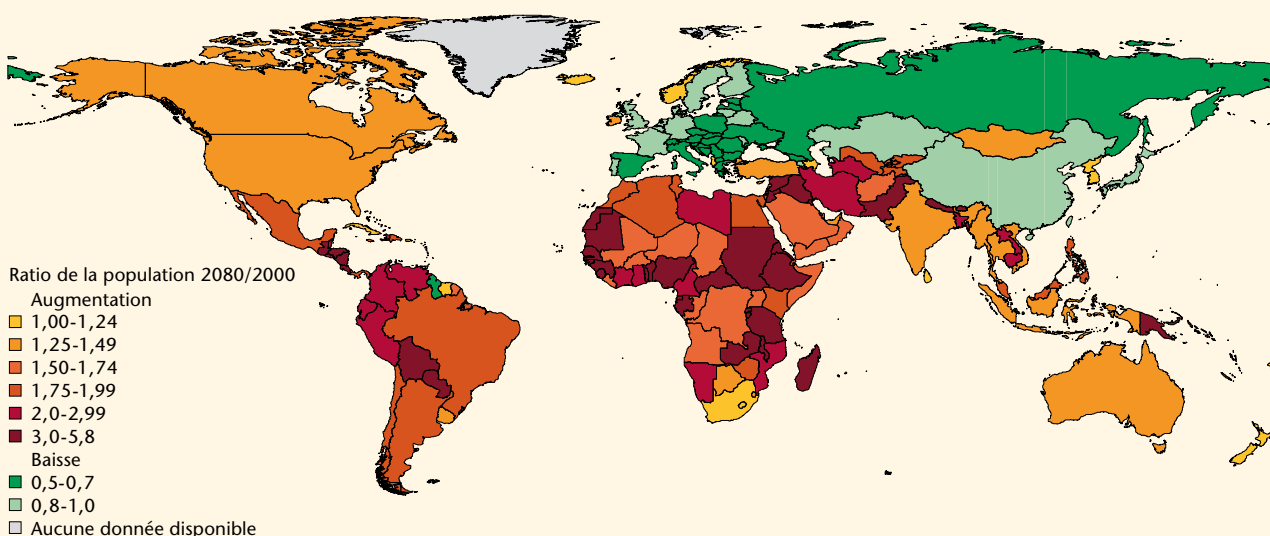 Ratio de la population 2080/2000
Augmentation
1,00-1,24
1,25-1,49
1,50-1,74
1,75-1,99
2,0-2,99
3,0-5,8
Baisse
0,5-0,7
0,8-1,0
Aucune donnée disponible